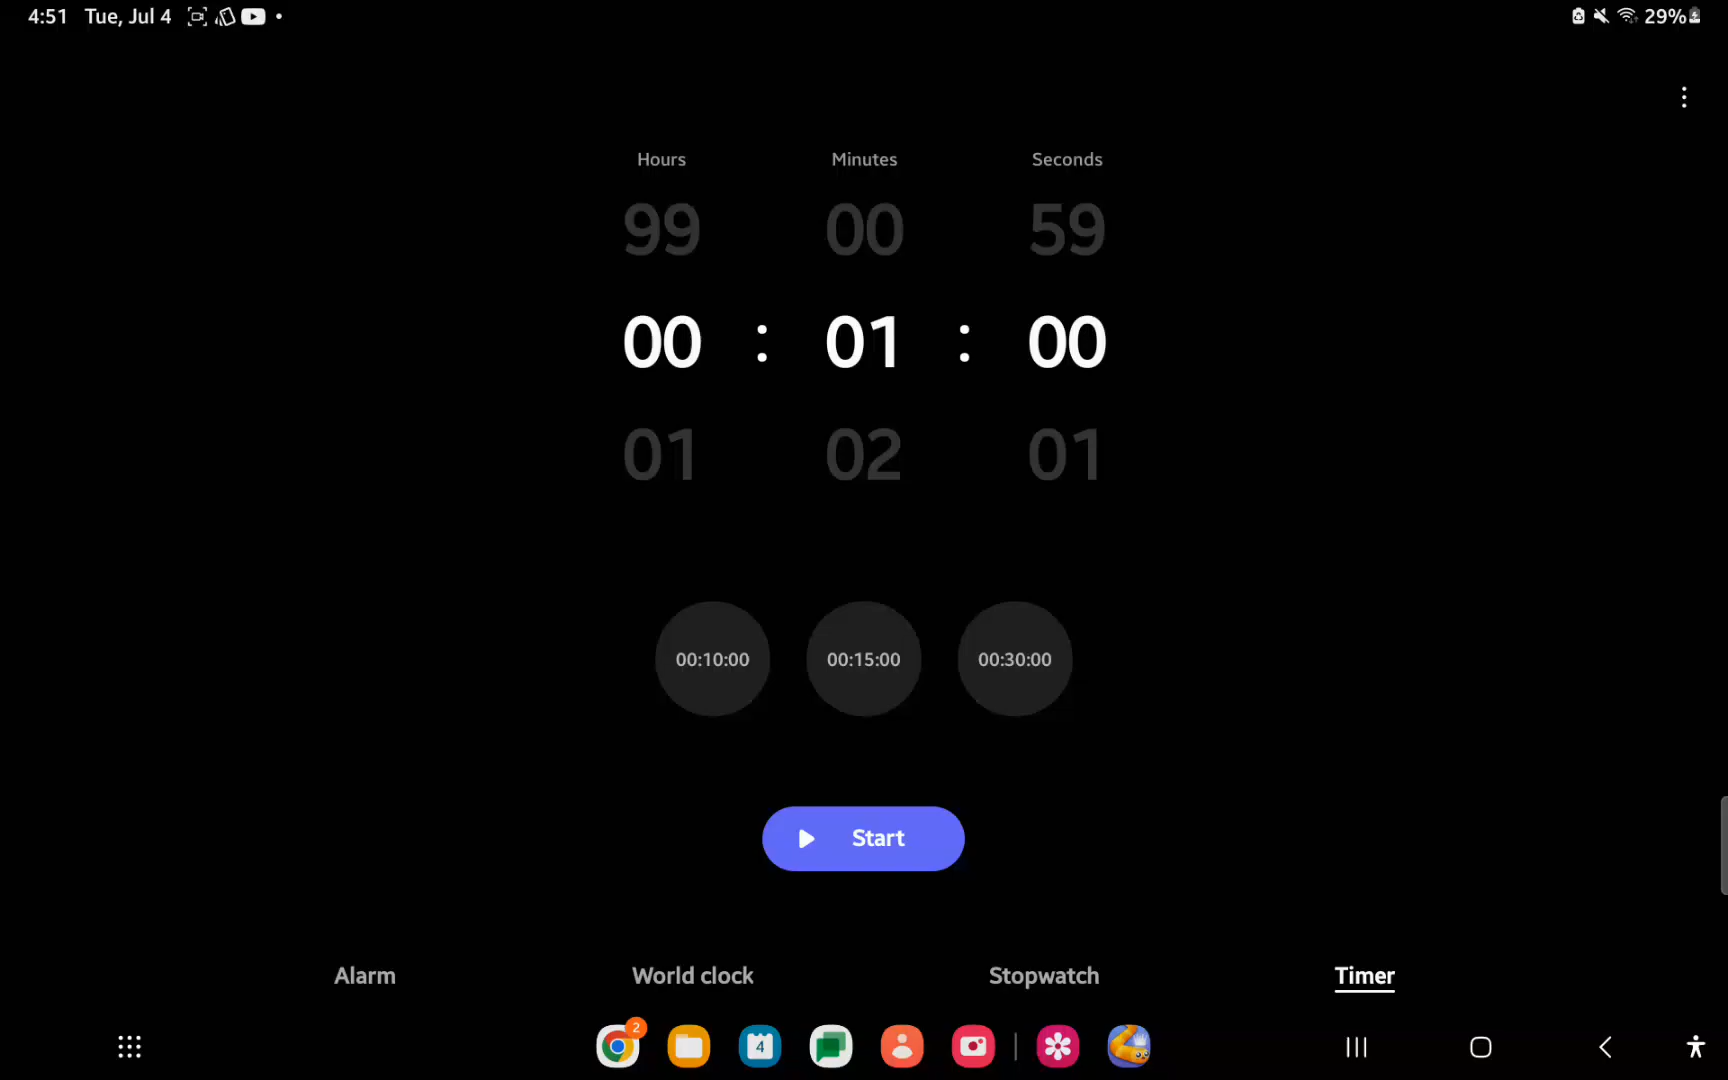 4:51 Tue, Jul 4 29%
Hours Minutes Seconds
99 00 59
00 : 01 : 00
01 02 01
00:10:00 00:15:00 00:30:00
Start
Alarm World clock Stopwatch Timer
2
4